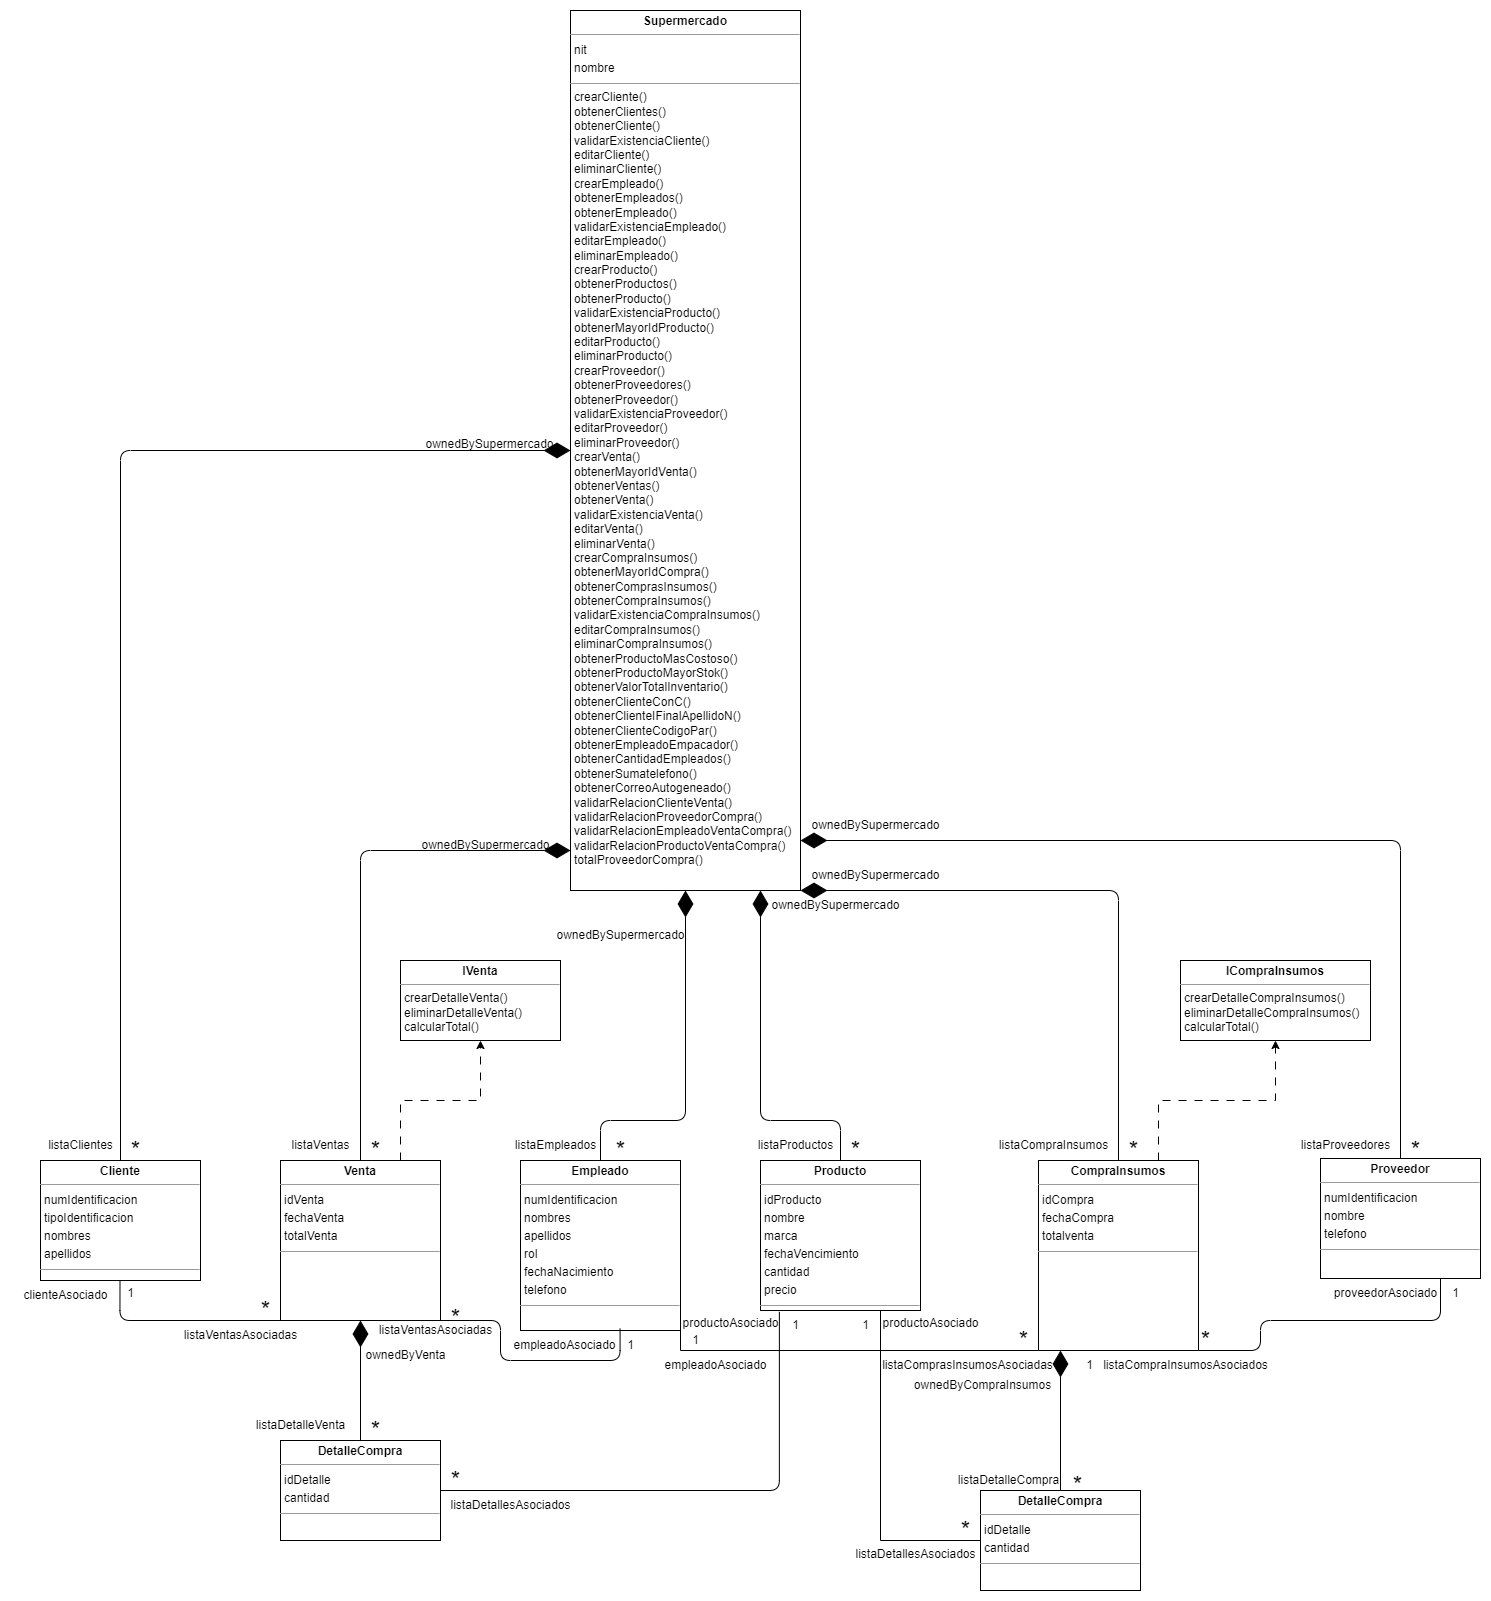 Supermercado
nit
nombre
crearCliente()
obtenerClientes()
obtenerCliente()
validarExistenciaCliente()
editarCliente()
eliminarCliente()
crearEmpleado()
obtenerEmpleados()
obtenerEmpleado()
validarExistenciaEmpleado()
editarEmpleado()
eliminarEmpleado()
crearProducto()
obtenerProductos()
obtenerProducto()
validarExistenciaProducto()
obtenerMayorIdProducto()
editarProducto()
eliminarProducto()
crearProveedor()
obtenerProveedores()
obtenerProveedor()
validarExistenciaProveedor()
editarProveedor()
eliminarProveedor()
crearVenta()
obtenerMayorIdVenta()
obtenerVentas()
obtenerVenta()
validarExistenciaVenta()
editarVenta()
eliminarVenta()
crearCompraInsumos()
obtenerMayorIdCompra()
obtenerComprasInsumos()
obtenerCompraInsumos()
validarExistenciaCompraInsumos()
editarCompraInsumos()
eliminarCompraInsumos()
obtenerProductoMasCostoso()
obtenerProductoMayorStok()
obtenerValorTotalInventario()
obtenerClienteConC()
obtenerClientelFinalApellidoN()
obtenerClienteCodigoPar()
obtenerEmpleadoEmpacador()
obtenerCantidadEmpleados()
obtenerSumatelefono()
obtenerCorreoAutogeneado()
validarRelacionClienteVenta()
validarRelacionProveedorCompra()
validarRelacionEmpleadoVentaCompra()
validarRelacionProductoVentaCompra()
totalProveedorCompra()
ownedBySupermercado
ownedBySupermercado
ownedBySupermercado
ownedBySupermercado
ownedBySupermercado
ownedBySupermercado
IVenta
crearDetalleVenta()
eliminarDetalleVenta()
calcularTotal()
ICompraInsumos
crearDetalleCompraInsumos()
eliminarDetalleCompraInsumos()
calcularTotal()
listaClientes *
listaVentas *
listaEmpleados *
listaProductos *
listaCompraInsumos *
listaProveedores *
Cliente
numIdentificacion
tipoIdentificacion
nombres
apellidos
Venta
idVenta
fechaVenta
totalVenta
Empleado
numIdentificacion
nombres
apellidos
rol
fechaNacimiento
telefono
Producto
idProducto
nombre
marca
fechaVencimiento
cantidad
precio
CompraInsumos
idCompra
fechaCompra
totalventa
Proveedor
numIdentificacion
nombre
telefono
clienteAsociado 1
*
listaVentasAsociadas
*
listaVentasAsociadas
empleadoAsociado 1
productoAsociado 1
1 productoAsociado
1
empleadoAsociado
*
listaComprasInsumosAsociadas
*
1 listaCompraInsumosAsociados
proveedorAsociado 1
ownedByVenta
ownedByCompraInsumos
listaDetalleVenta *
DetalleCompra
idDetalle
cantidad
*
listaDetallesAsociados
listaDetalleCompra *
DetalleCompra
idDetalle
cantidad
*
listaDetallesAsociados